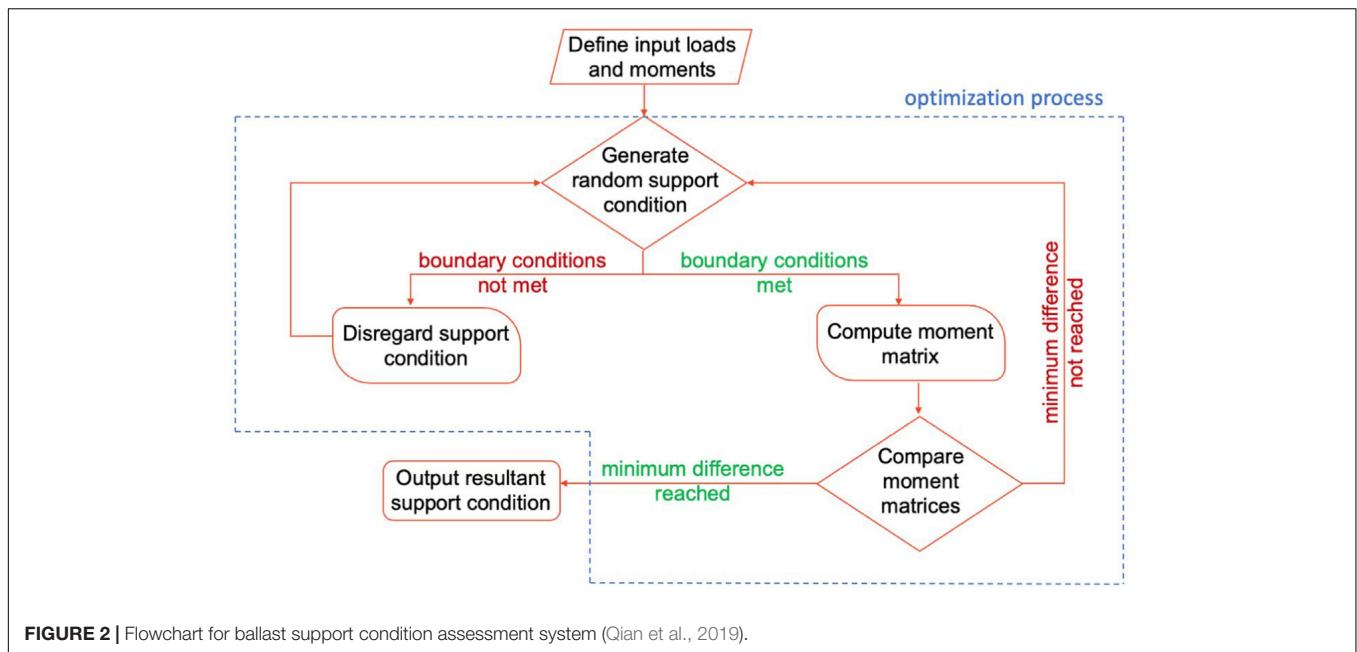 Define input loads
and moments
optimization process
Generate
random support
condition
boundary conditions
not met
boundary conditions
met
Disregard support
condition
Compute moment
matrix
minimum difference
not reached
Compare
moment
matrices
minimum difference
reached
Output resultant
support condition
FIGURE 2 | Flowchart for ballast support condition assessment system (Qian et al., 2019).